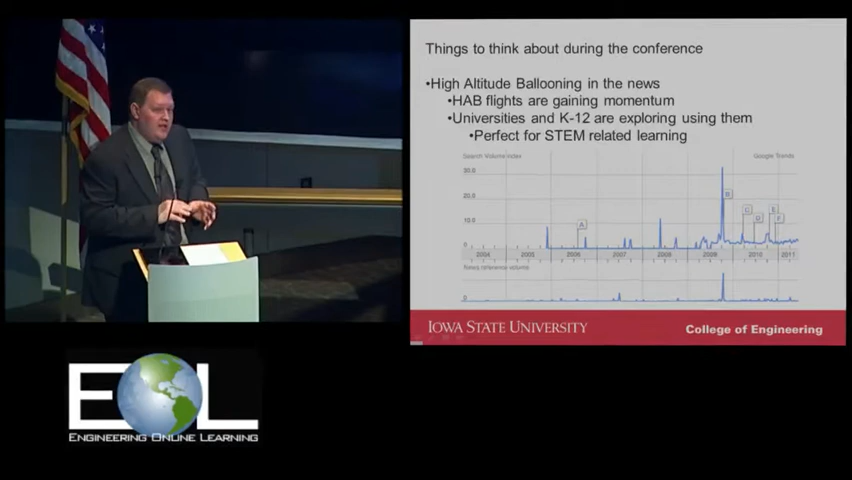 Things to think about during the conference
•High Altitude Ballooning in the news
•HAB flights are gaining momentum
•Universities and K-12 are exploring using them
•Perfect for STEM related learning
Search Volume index
Google Trends
30.0
20.0
10.0
0
A
B
C
D
E
F
2004
2005
2006
2007
2008
2009
2010
2011
News reference volume
0
IOWA STATE UNIVERSITY
College of Engineering
EOL
ENGINEERING ONLINE LEARNING